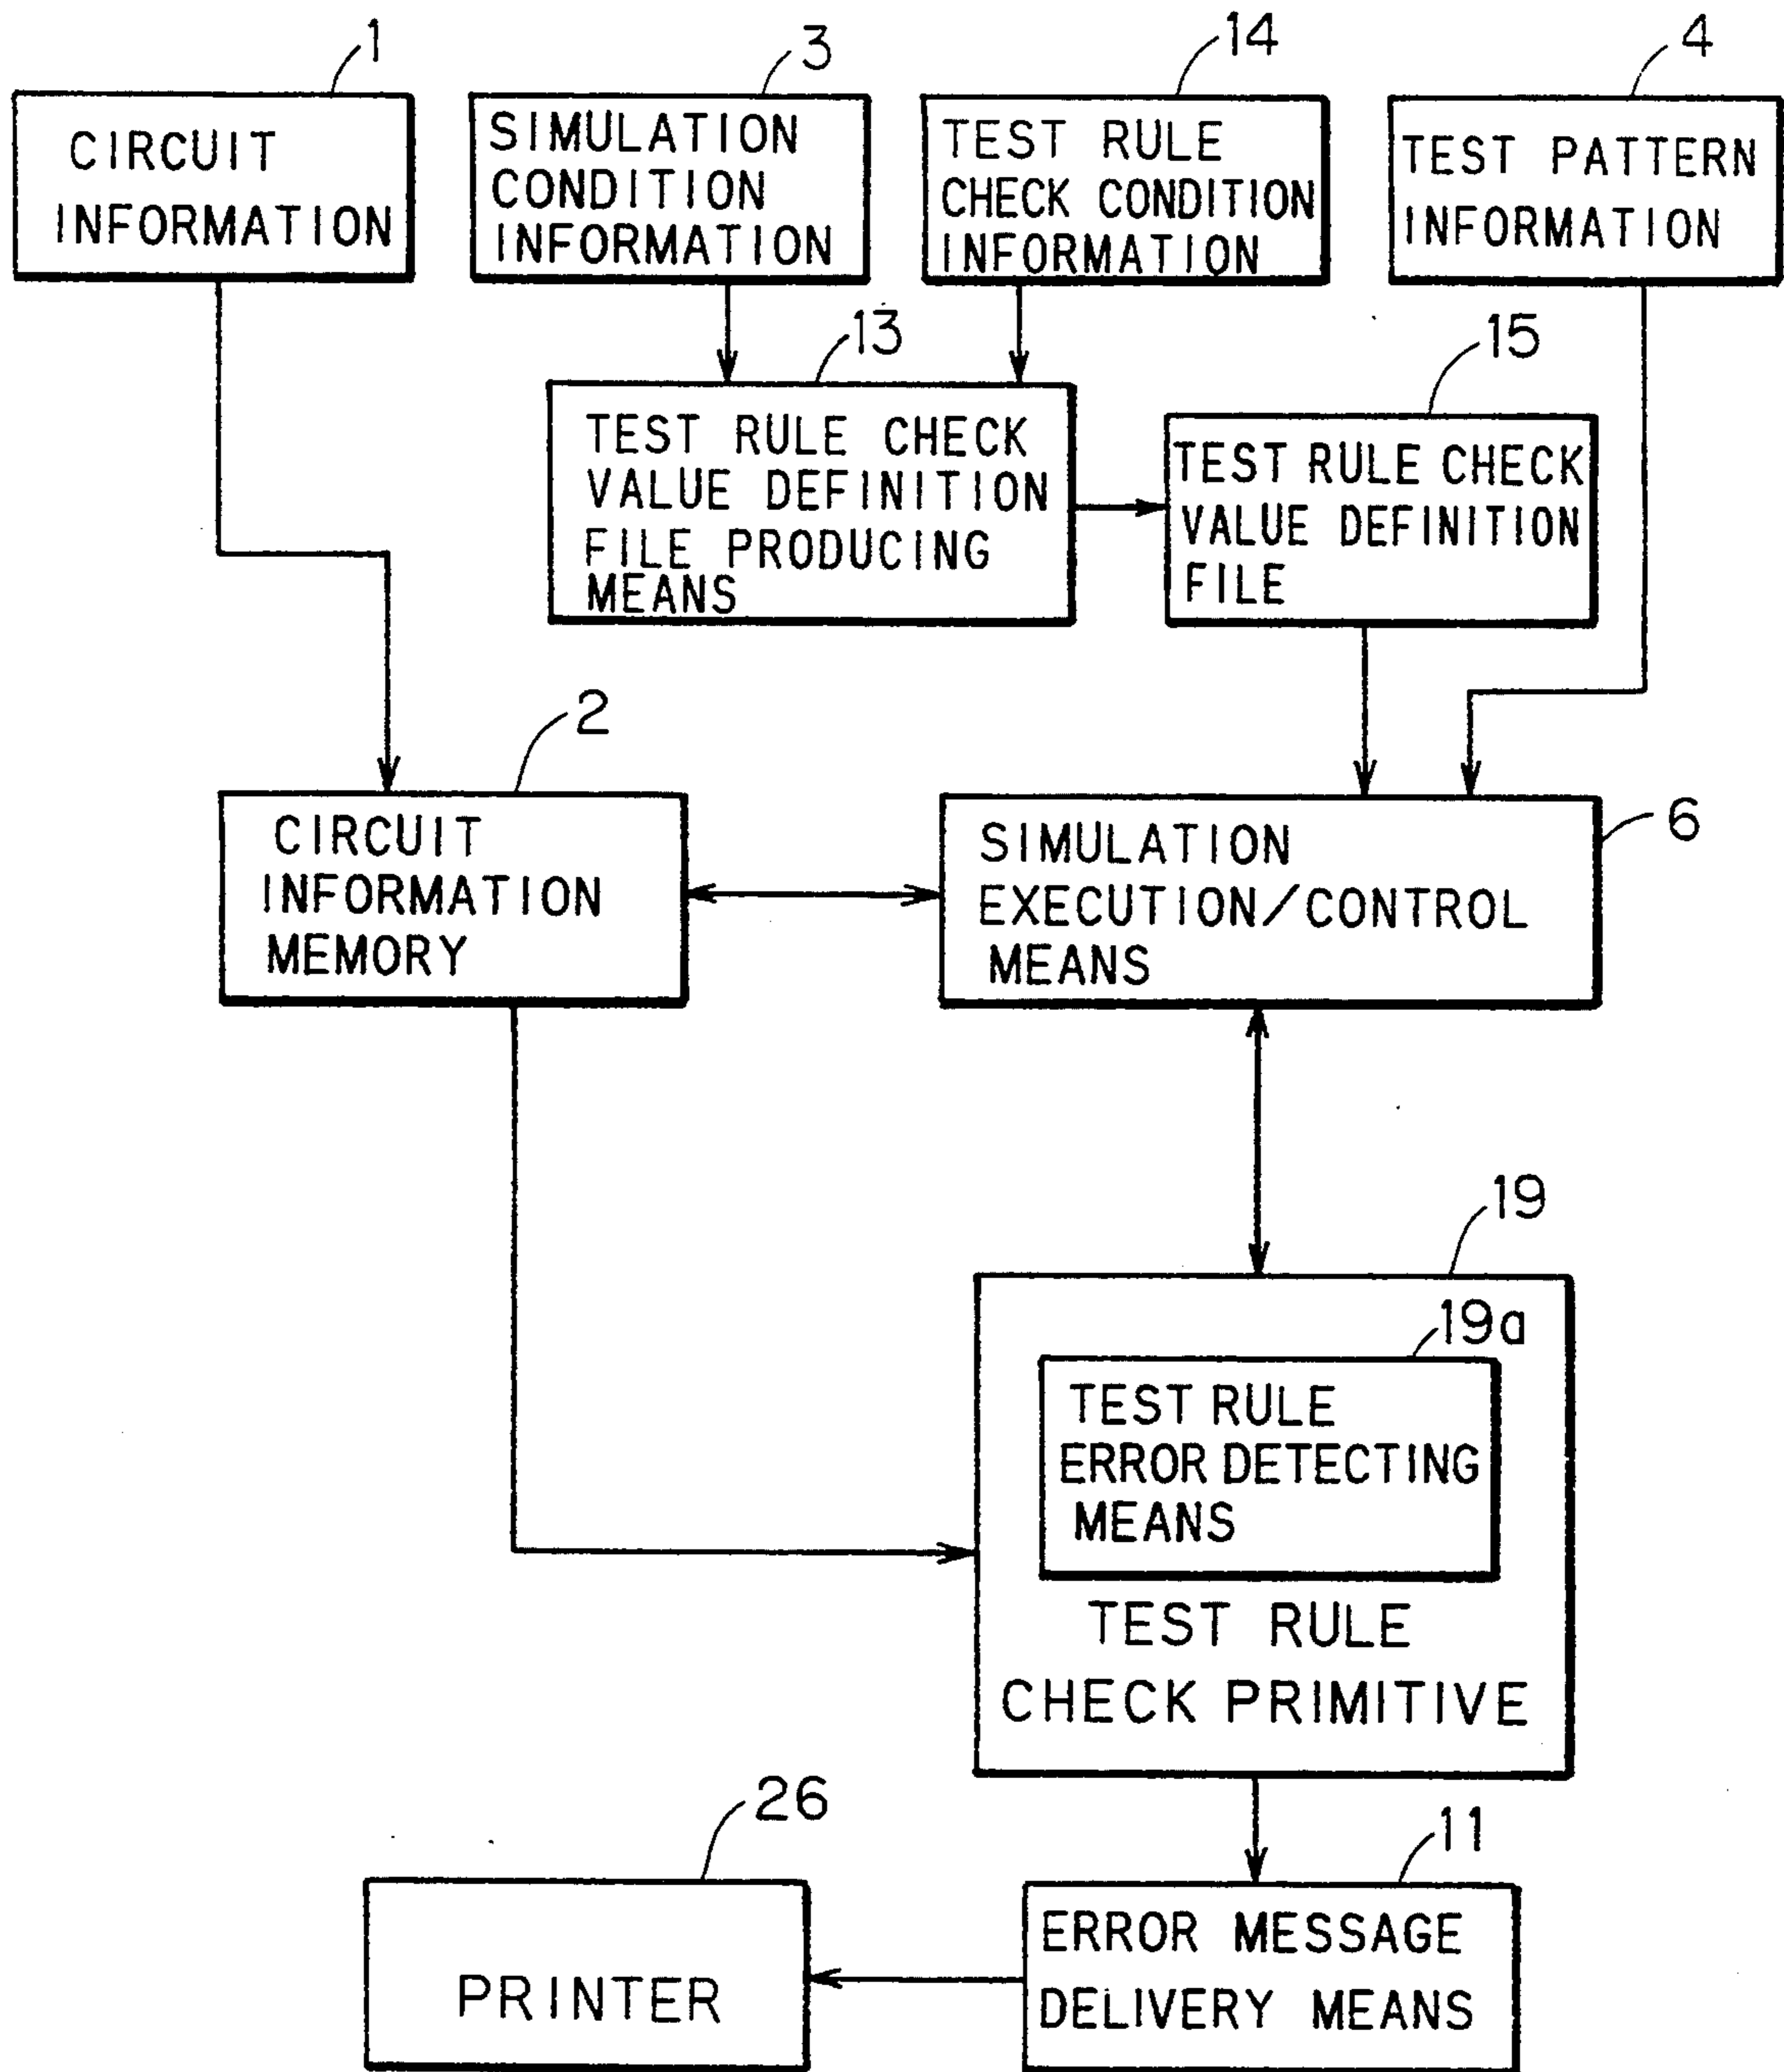 1
3
14
4
CIRCUIT
INFORMATION
SIMULATION
CONDITION
INFORMATION
TEST RULE
CHECK CONDITION
INFORMATION
TEST PATTERN
INFORMATION
13
15
TEST RULE CHECK
VALUE DEFINITION
FILE PRODUCING
MEANS
TEST RULE CHECK
VALUE DEFINITION
FILE
2
6
CIRCUIT
INFORMATION
MEMORY
SIMULATION
EXECUTION/CONTROL
MEANS
19
19a
TEST RULE
ERROR DETECTING
MEANS
TEST RULE
CHECK PRIMITIVE
26
11
PRINTER
ERROR MESSAGE
DELIVERY MEANS